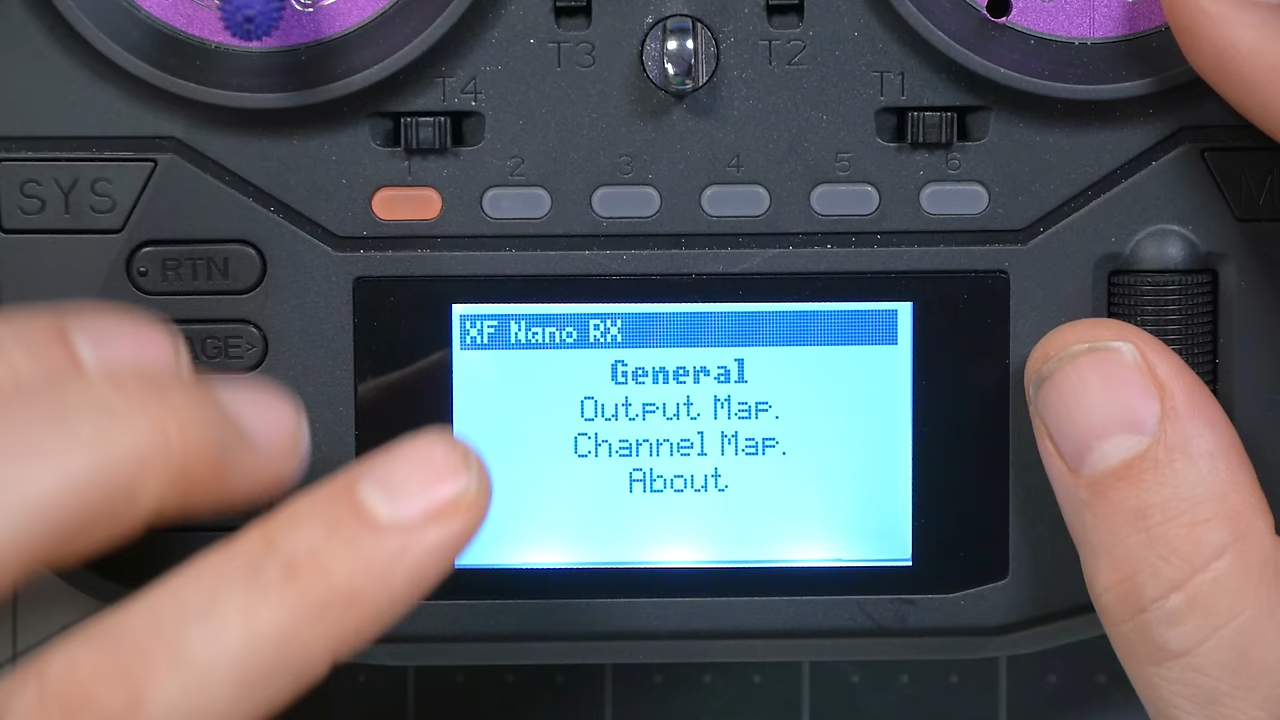 T3
T2
T4
T1
1
2
3
4
5
6
SYS
RTN
AGE>
XF Nano RX
General
Output Map.
Channel Map.
About